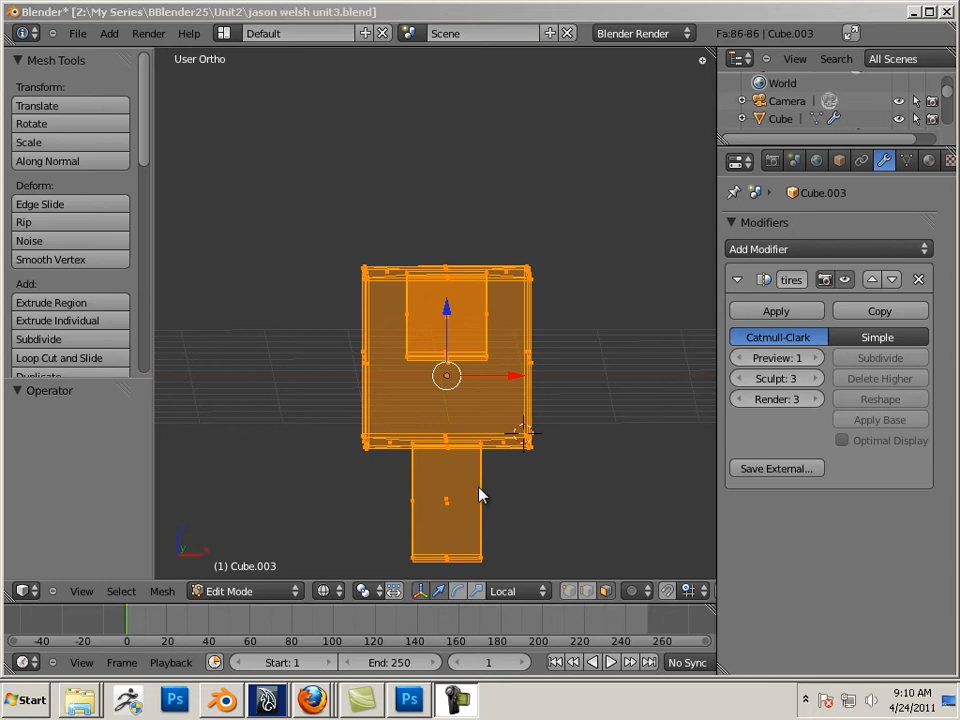 Blender* [Z:\My Series\BBlender25\Unit2\jason welsh unit3.blend]
File Add Render Help Default Scene Blender Render Fa:86-86 | Cube.003
Mesh Tools
Transform:
Translate
Rotate
Scale
Along Normal
Deform:
Edge Slide
Rip
Noise
Smooth Vertex
Add:
Extrude Region
Extrude Individual
Subdivide
Loop Cut and Slide
Duplicate
Operator
User Ortho
(1) Cube.003
View Select Mesh Edit Mode Local
View Search All Scenes
World
Camera
Cube
Cube.003
Modifiers
Add Modifier
tires
Apply Copy
Catmull-Clark Simple
Preview: 1 Subdivide
Sculpt: 3 Delete Higher
Render: 3 Reshape
Apply Base
Optimal Display
Save External...
-40 -20 0 20 40 60 80 100 120 140 160 180 200 220 240 260
View Frame Playback Start: 1 End: 250 1 No Sync
Start 9:10 AM
4/24/2011